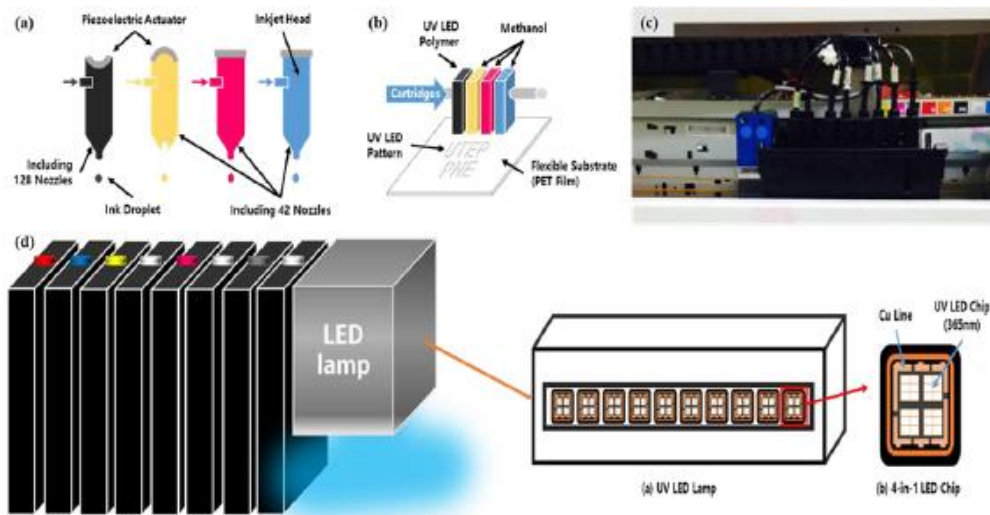 (a)
Piezoelectric Actuator
Inkjet Head
Including
128 Nozzles
Ink Droplet
Including 42 Nozzles
(b)
UV LED
Polymer
Methanol
Cartridges
UV LED
Pattern
UTEP
PNE
Flexible Substrate
(PET Film)
(c)
(d)
LED
lamp
Cu Line
UV LED Chip
(365nm)
(a) UV LED Lamp
(b) 4-in-1 LED Chip